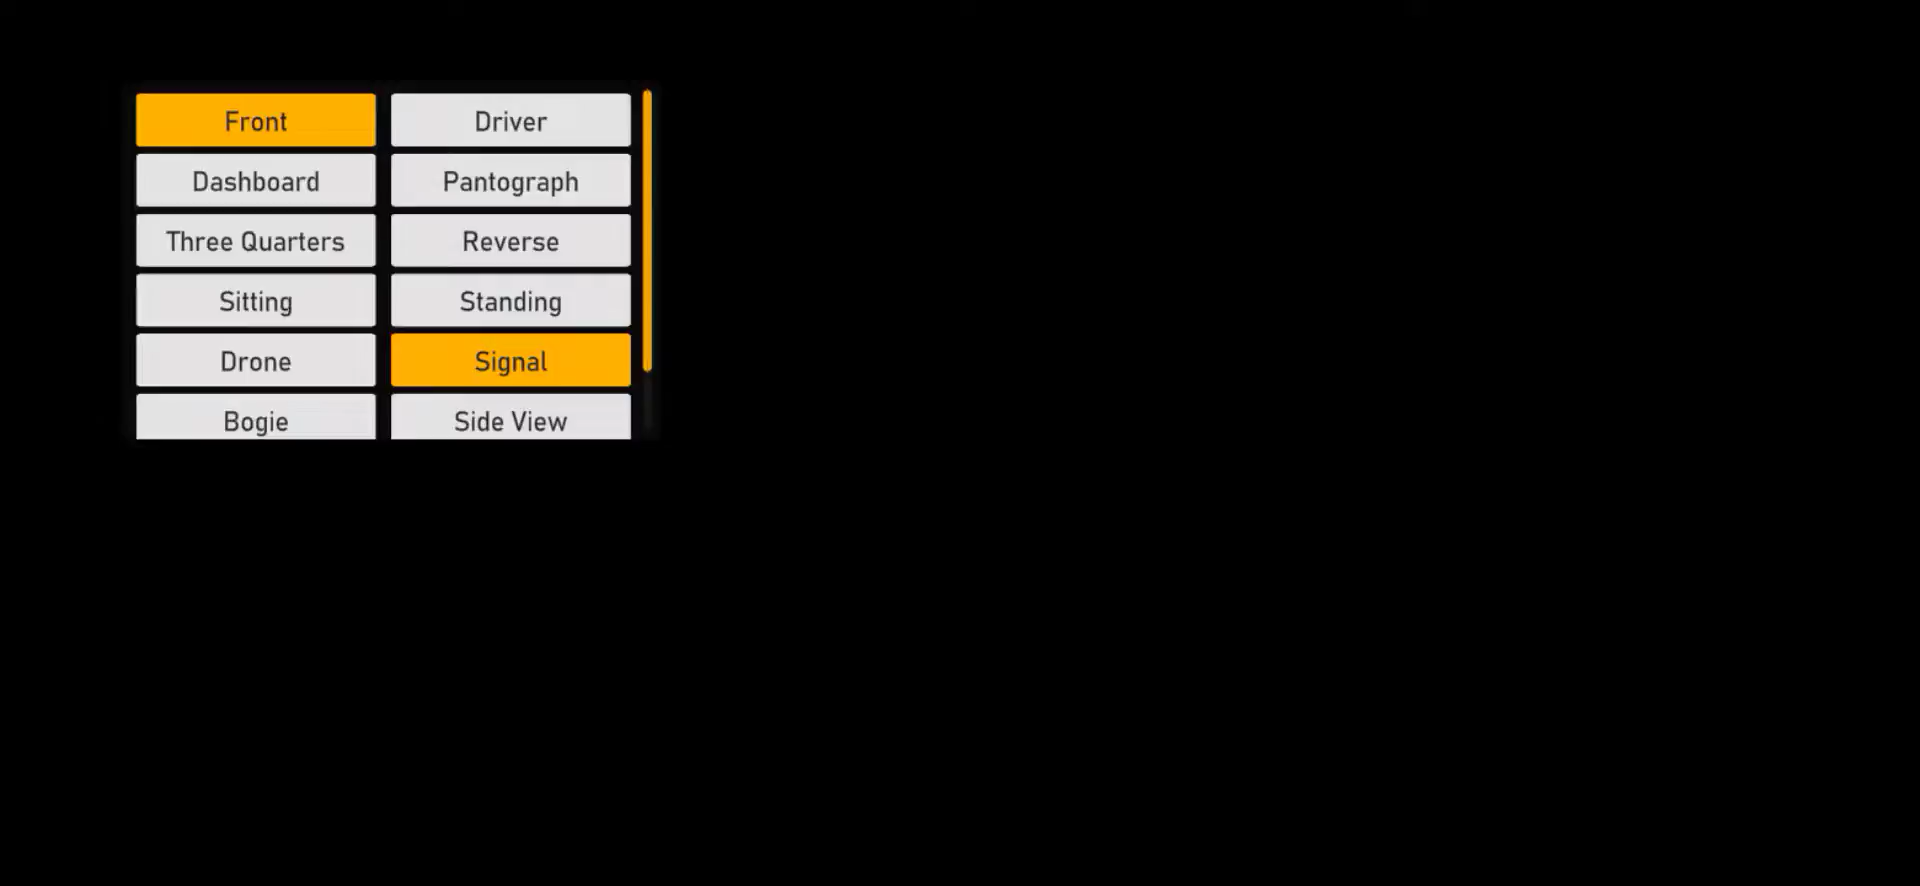 Front
Driver
Dashboard
Pantograph
Three Quarters
Reverse
Sitting
Standing
Drone
Signal
Bogie
Side View